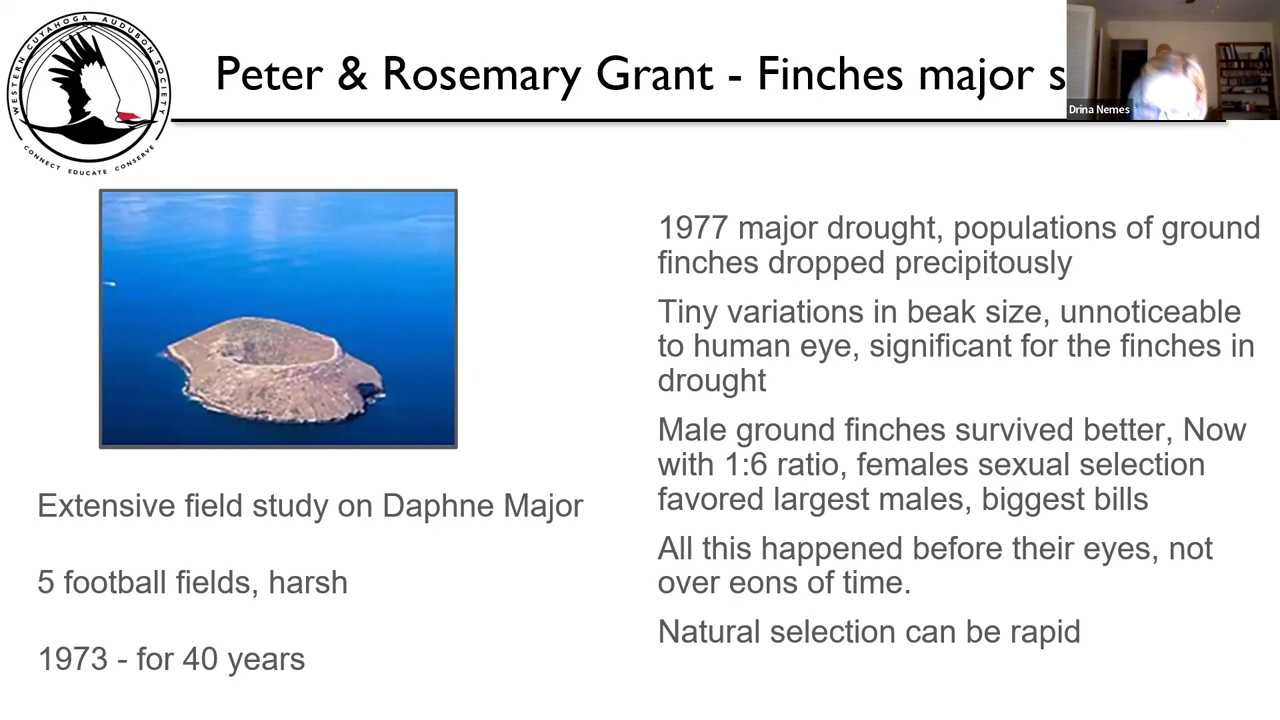 WESTERN CUYAHOGA AUDUBON SOCIETY
CONNECT EDUCATE CONSERVE
Peter & Rosemary Grant - Finches major s
Drina Nemes
Extensive field study on Daphne Major
5 football fields, harsh
1973 - for 40 years
1977 major drought, populations of ground
finches dropped precipitously
Tiny variations in beak size, unnoticeable
to human eye, significant for the finches in
drought
Male ground finches survived better, Now
with 1:6 ratio, females sexual selection
favored largest males, biggest bills
All this happened before their eyes, not
over eons of time.
Natural selection can be rapid